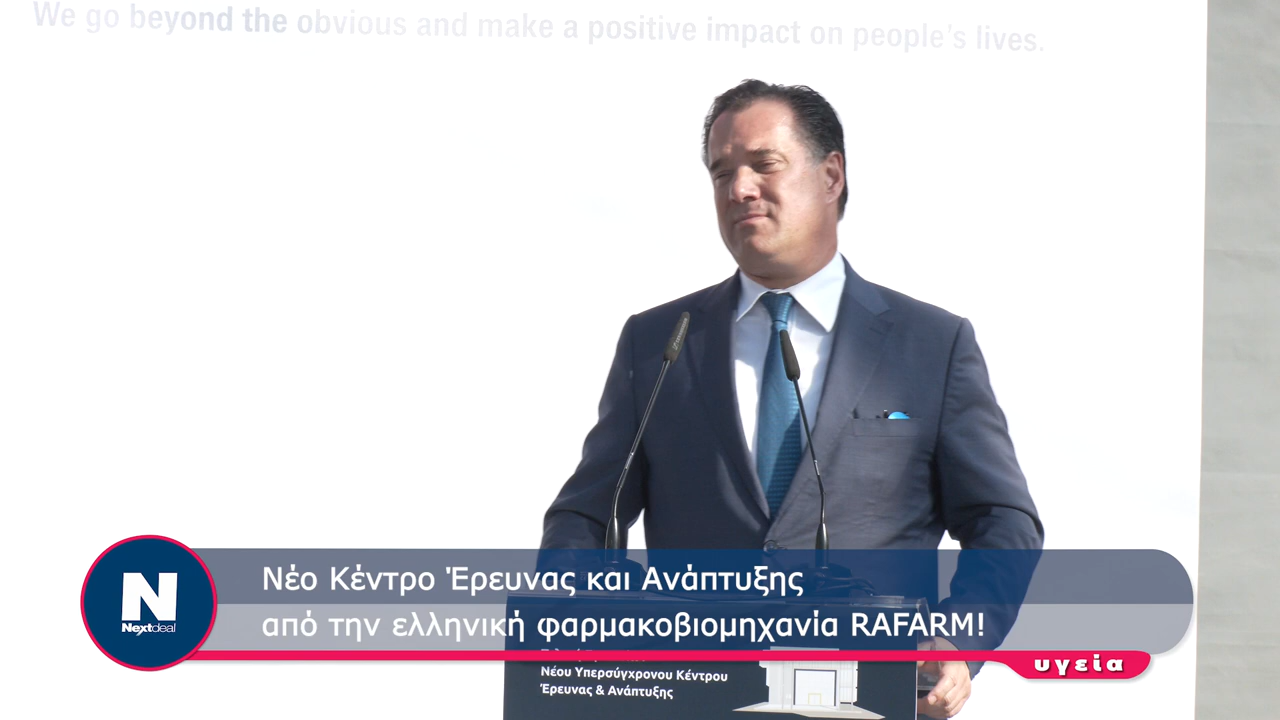 We go beyond the obvious and make a positive impact on people's lives.
Νέο Κέντρο Έρευνας και Ανάπτυξης
από την ελληνική φαρμακοβιομηχανία RAFARM!
N
Nextdeal
υγεία
Νέου Υπερσύγχρονου Κέντρου
Έρευνας & Ανάπτυξης